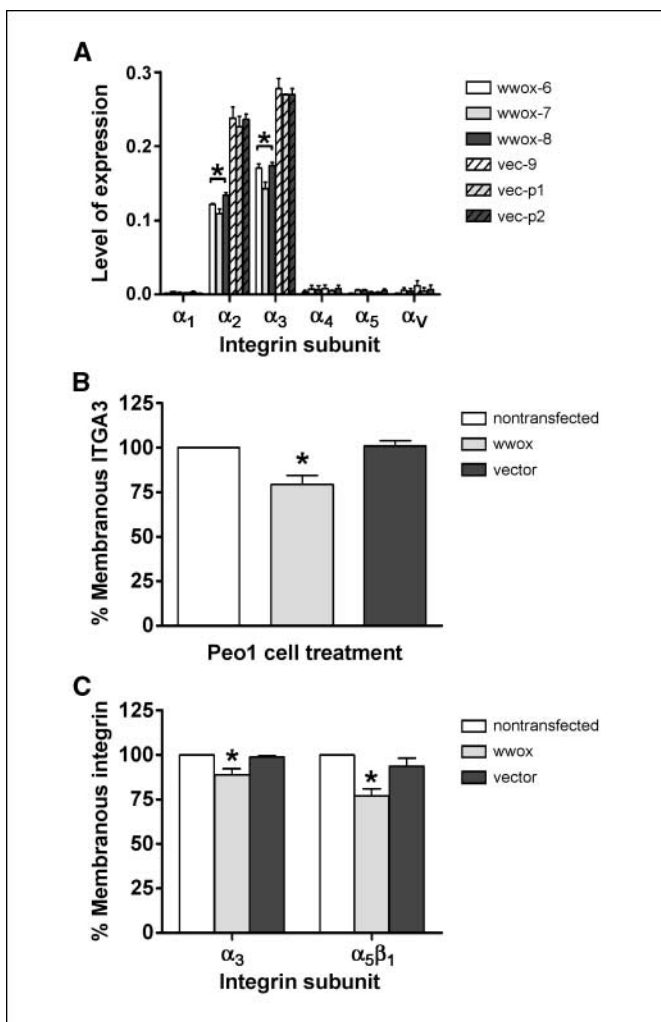 A
Level of expression
0.3
0.2
0.1
0.0
*
*
α1
α2
α3
α4
α5
αV
Integrin subunit
wwox-6
wwox-7
wwox-8
vec-9
vec-p1
vec-p2
B
% Membranous ITGA3
125
100
75
50
25
0
*
Peo1 cell treatment
nontransfected
wwox
vector
C
% Membranous integrin
125
100
75
50
25
0
*
*
α3
α5β1
Integrin subunit
nontransfected
wwox
vector